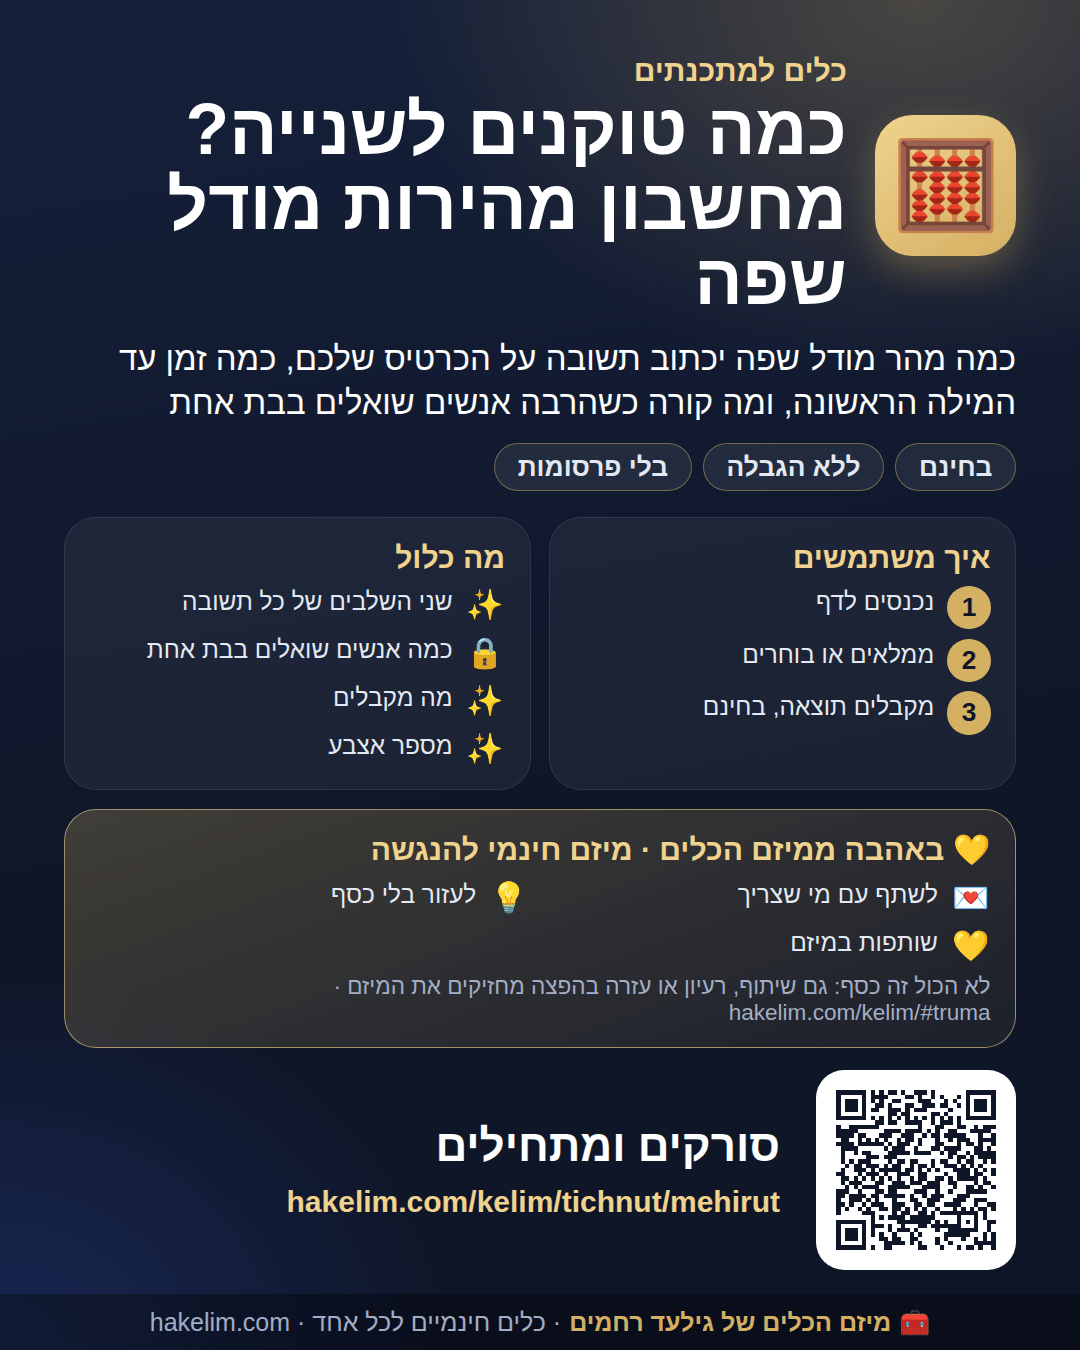 כלים למתכנתים
כמה טוקנים לשנייה?
מחשבון מהירות מודל
שפה
כמה מהר מודל שפה יכתוב תשובה על הכרטיס שלכם, כמה זמן עד
המילה הראשונה, ומה קורה כשהרבה אנשים שואלים בבת אחת
בחינם
ללא הגבלה
בלי פרסומות
איך משתמשים
1 נכנסים לדף
2 ממלאים או בוחרים
3 מקבלים תוצאה, בחינם
מה כלול
✨ שני השלבים של כל תשובה
🔒 כמה אנשים שואלים בבת אחת
✨ מה מקבלים
✨ מספר אצבע
💛 באהבה ממיזם הכלים · מיזם חינמי להנגשה
💌 לשתף עם מי שצריך
💡 לעזור בלי כסף
💛 שותפות במיזם
לא הכול זה כסף: גם שיתוף, רעיון או עזרה בהפצה מחזיקים את המיזם ·
hakelim.com/kelim/#truma
סורקים ומתחילים
hakelim.com/kelim/tichnut/mehirut
🧰 מיזם הכלים של גילעד רחמים · כלים חינמיים לכל אחד · hakelim.com